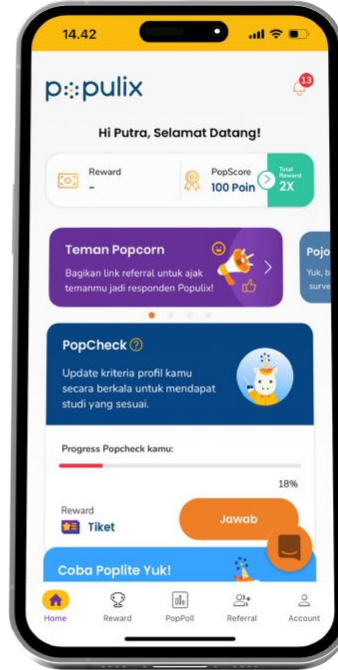 14.42
populix
13
Hi Putra, Selamat Datang!
Reward
-
PopScore
100 Poin
Total
Reward
2X
Teman Popcorn
Bagikan link referral untuk ajak
temanmu jadi responden Populix!
Pojo
Yuk, b
surve
PopCheck
Update kriteria profil kamu
secara berkala untuk mendapat
studi yang sesuai.
Progress Popcheck kamu:
18%
Reward
Tiket
Jawab
Coba Poplite Yuk!
Home
Reward
PopPoll
Referral
Account